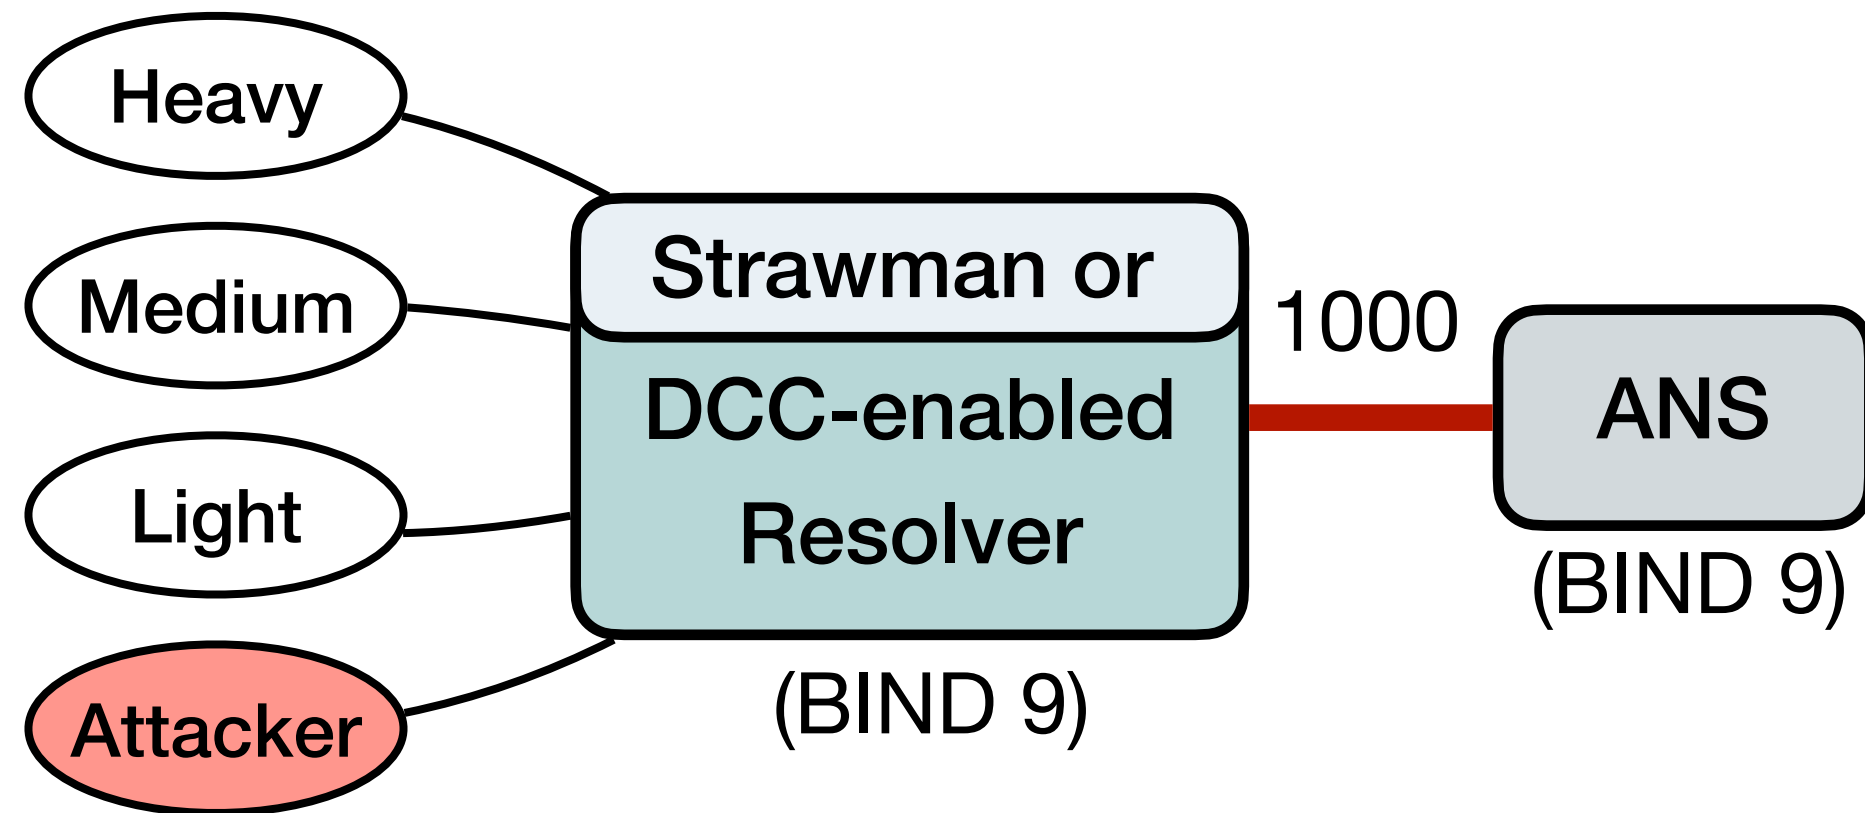 Heavy
Medium
Light
Attacker
Strawman or
DCC-enabled
Resolver
(BIND 9)
1000
ANS
(BIND 9)